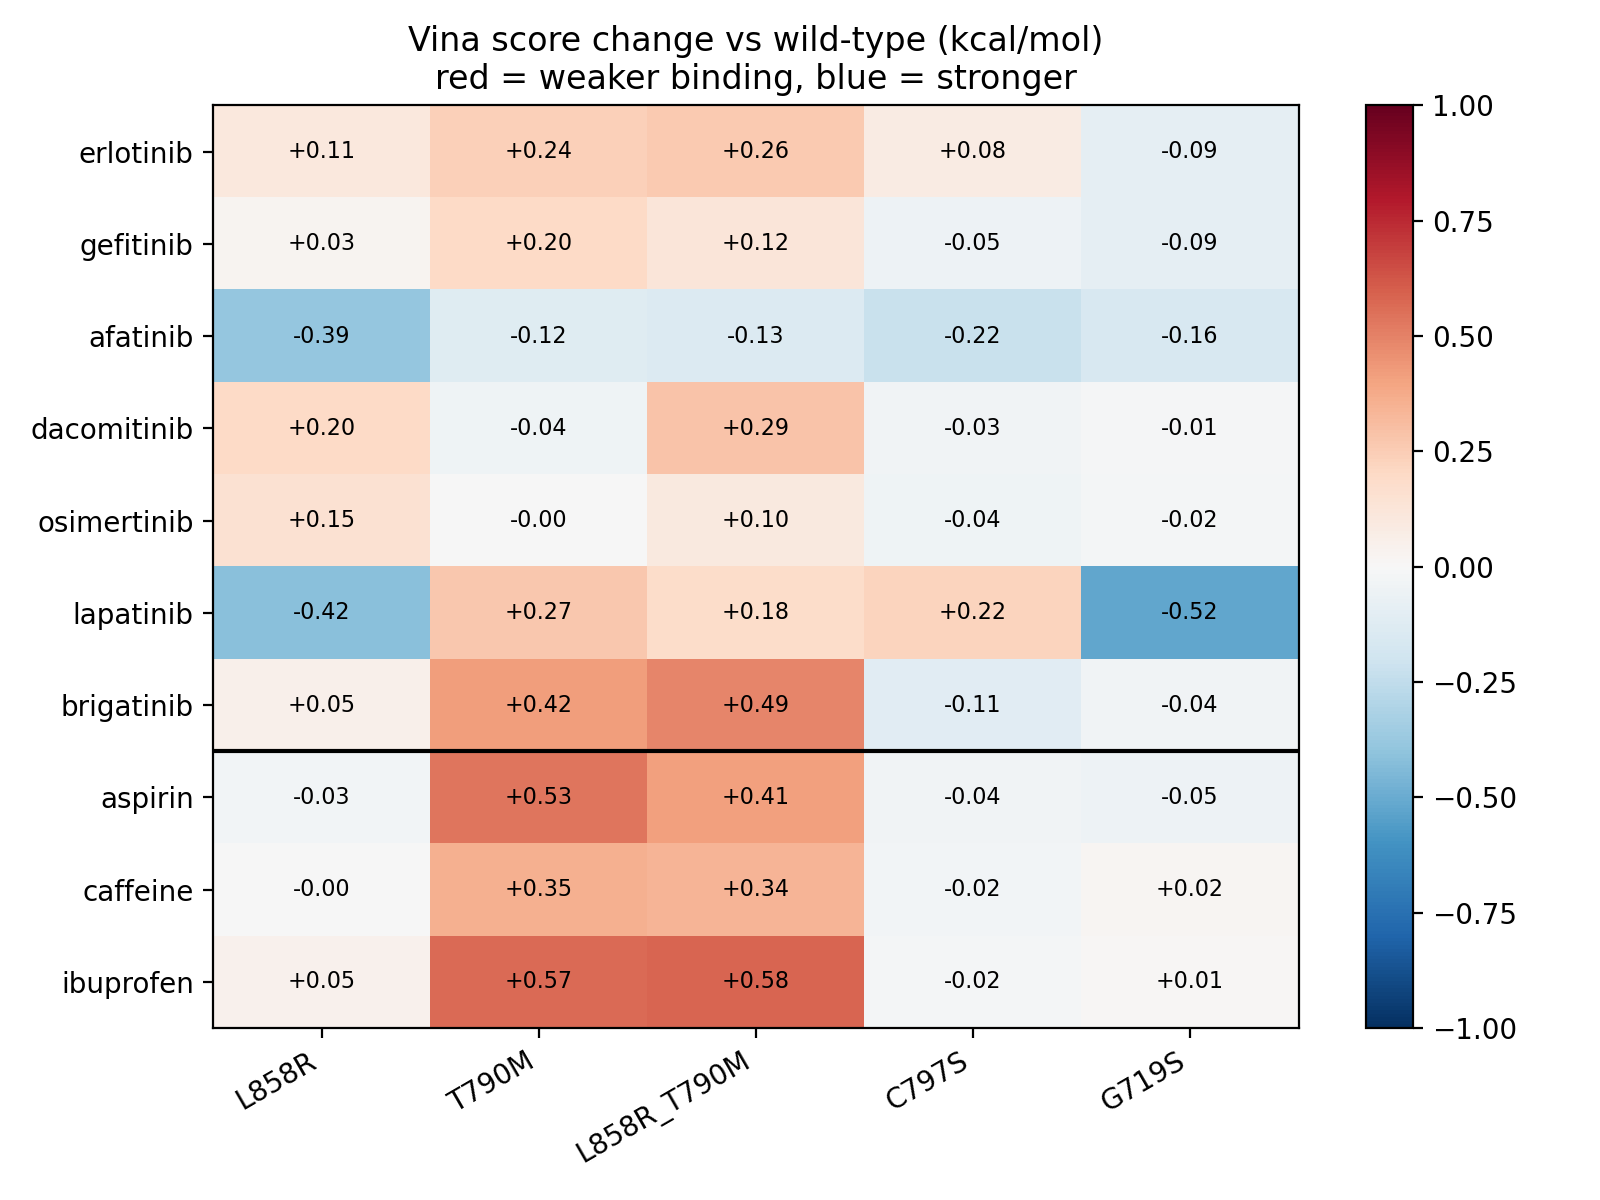 Vina score change vs wild-type (kcal/mol)
red = weaker binding, blue = stronger
erlotinib +0.11 +0.24 +0.26 +0.08 -0.09
gefitinib +0.03 +0.20 +0.12 -0.05 -0.09
afatinib -0.39 -0.12 -0.13 -0.22 -0.16
dacomitinib +0.20 -0.04 +0.29 -0.03 -0.01
osimertinib +0.15 -0.00 +0.10 -0.04 -0.02
lapatinib -0.42 +0.27 +0.18 +0.22 -0.52
brigatinib +0.05 +0.42 +0.49 -0.11 -0.04
aspirin -0.03 +0.53 +0.41 -0.04 -0.05
caffeine -0.00 +0.35 +0.34 -0.02 +0.02
ibuprofen +0.05 +0.57 +0.58 -0.02 +0.01
L858R T790M L858R_T790M C797S G719S
1.00
0.75
0.50
0.25
0.00
−0.25
−0.50
−0.75
−1.00